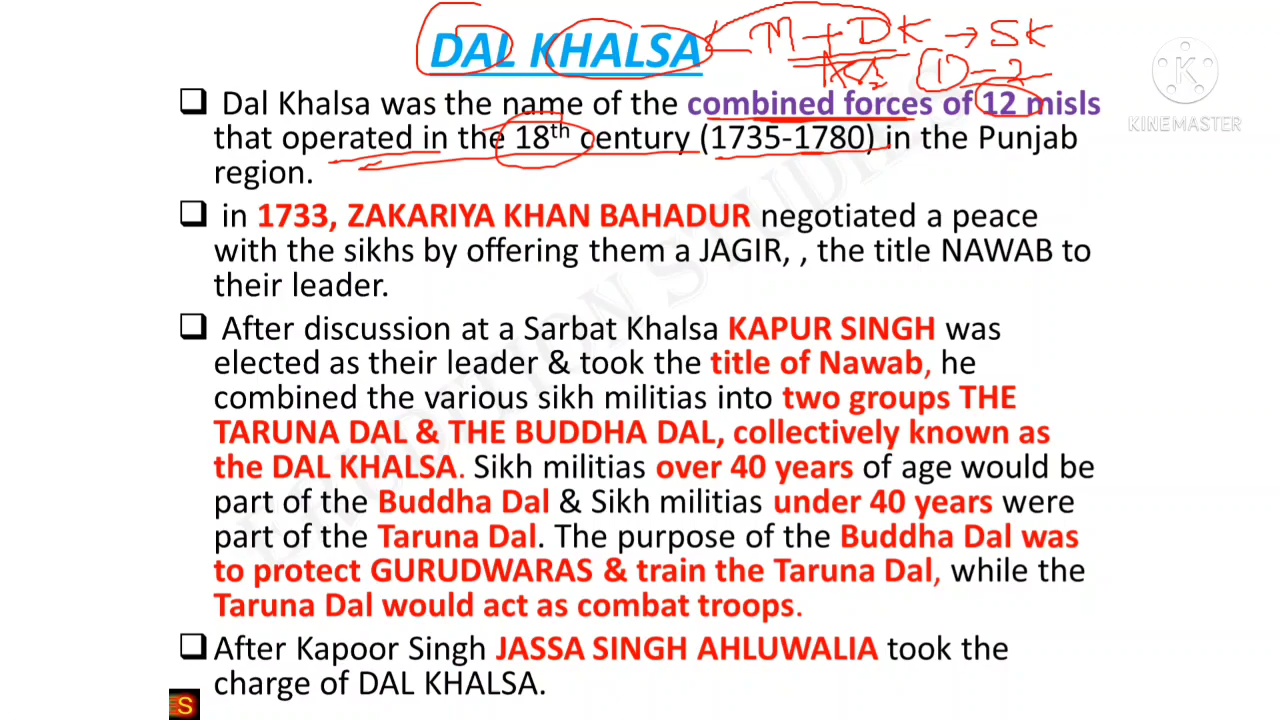 DAL KHALSA M + DK → SK
1 - 2
K
KINEMASTER
❑ Dal Khalsa was the name of the combined forces of 12 misls
that operated in the 18th century (1735-1780) in the Punjab
region.
❑ in 1733, ZAKARIYA KHAN BAHADUR negotiated a peace
with the sikhs by offering them a JAGIR, , the title NAWAB to
their leader.
❑ After discussion at a Sarbat Khalsa KAPUR SINGH was
elected as their leader & took the title of Nawab, he
combined the various sikh militias into two groups THE
TARUNA DAL & THE BUDDHA DAL, collectively known as
the DAL KHALSA. Sikh militias over 40 years of age would be
part of the Buddha Dal & Sikh militias under 40 years were
part of the Taruna Dal. The purpose of the Buddha Dal was
to protect GURUDWARAS & train the Taruna Dal, while the
Taruna Dal would act as combat troops.
❑ After Kapoor Singh JASSA SINGH AHLUWALIA took the
charge of DAL KHALSA.
S